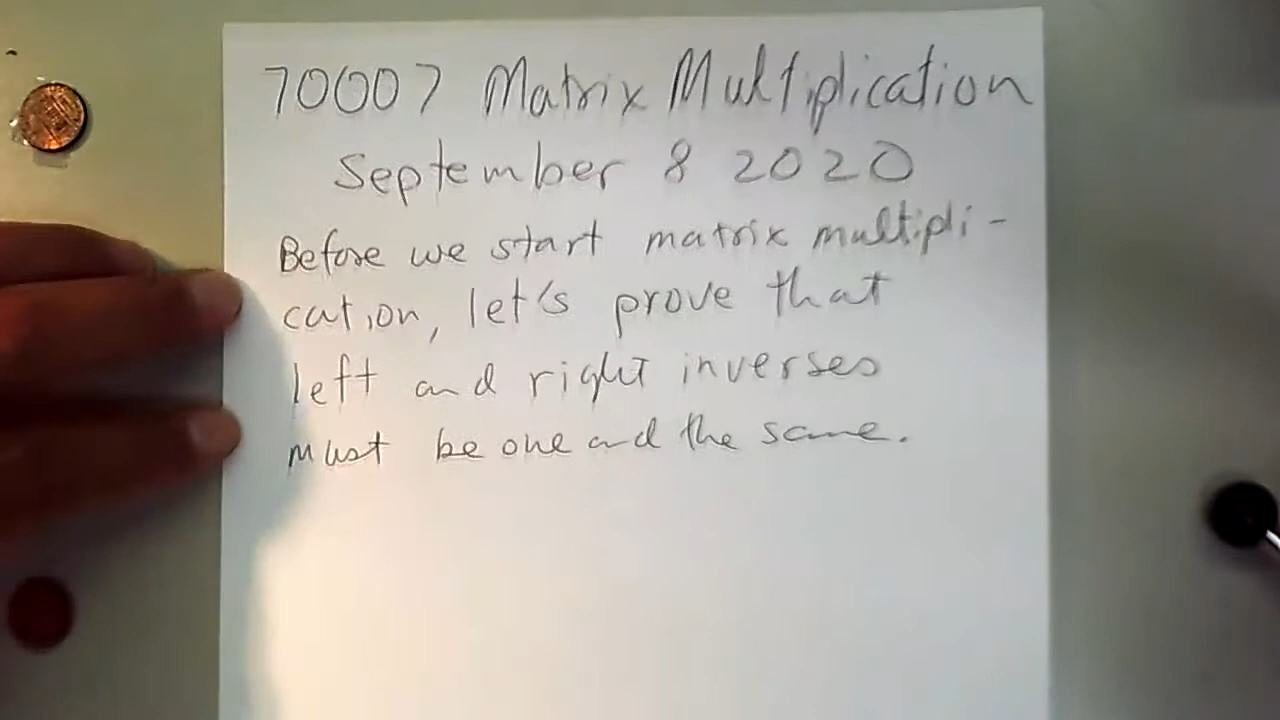 70007 Matrix Multiplication
September 8 2020
Before we start matrix multipli-
cation, let's prove that
left and right inverses
must be one and the same.